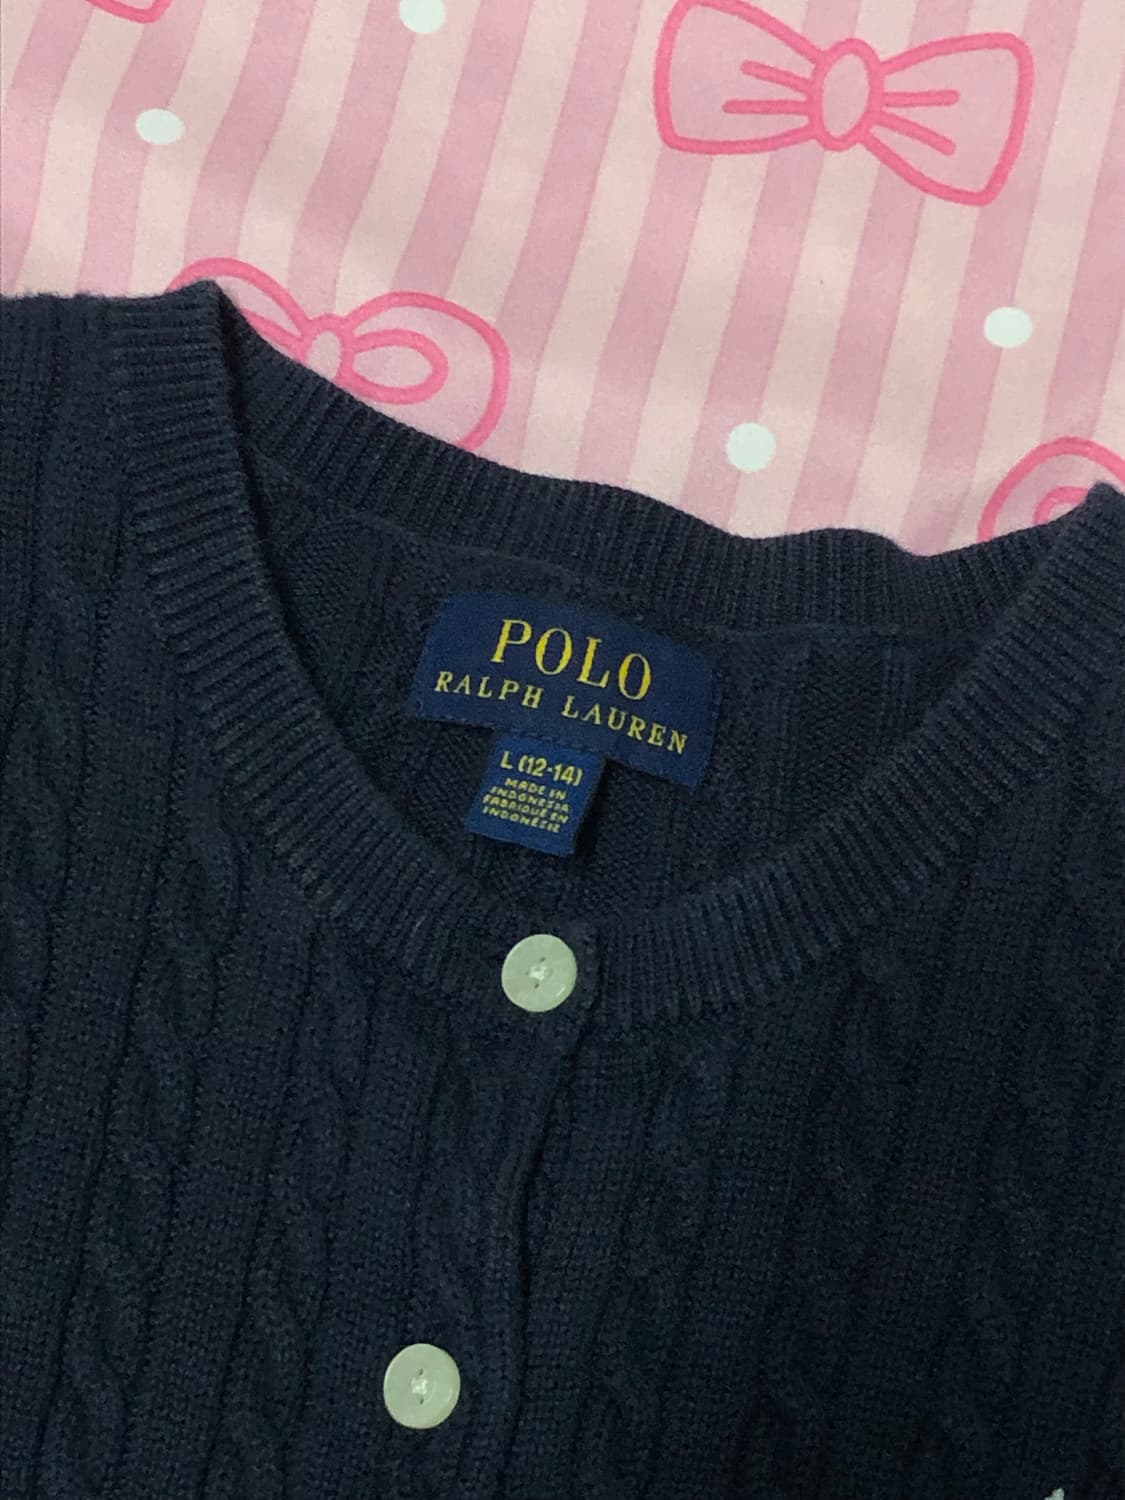 POLO
RALPH LAUREN
L (12-14)
MADE IN
INDONESIA
FABRIQUÉ EN
INDONÉSIE